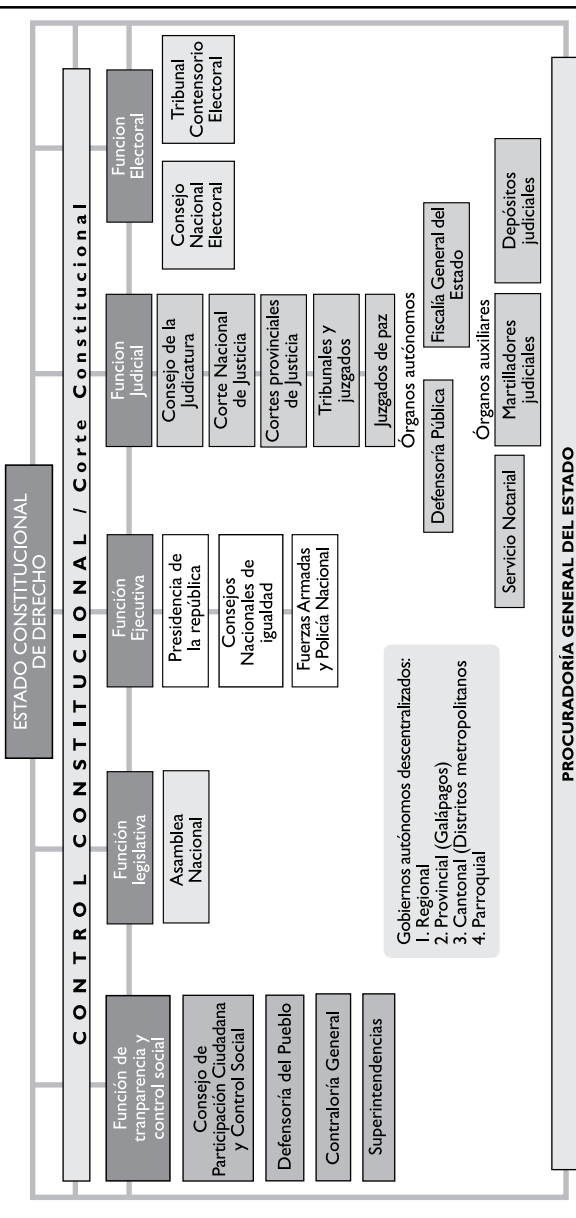 ESTADO CONSTITUCIONAL
DE DERECHO
CONTROL CONSTITUCIONAL / Corte Constitucional
Función de
tranparencia y
control social
Consejo de
Participación Ciudadana
y Control Social
Defensoría del Pueblo
Contraloría General
Superintendencias
Función
legislativa
Asamblea
Nacional
Función
Ejecutiva
Presidencia de
la república
Consejos
Nacionales de
igualdad
Fuerzas Armadas
y Policía Nacional
Funcion
Judicial
Consejo de la
Judicatura
Corte Nacional
de Justicia
Cortes provinciales
de Justicia
Tribunales y
juzgados
Juzgados de paz
Órganos autónomos
Defensoría Pública
Fiscalía General del
Estado
Órganos auxiliares
Servicio Notarial
Martilladores
judiciales
Depósitos
judiciales
Funcion
Electoral
Consejo
Nacional
Electoral
Tribunal
Contensorio
Electoral
Gobiernos autónomos descentralizados:
1. Regional
2. Provincial (Galápagos)
3. Cantonal (Distritos metropolitanos
4. Parroquial
PROCURADORÍA GENERAL DEL ESTADO